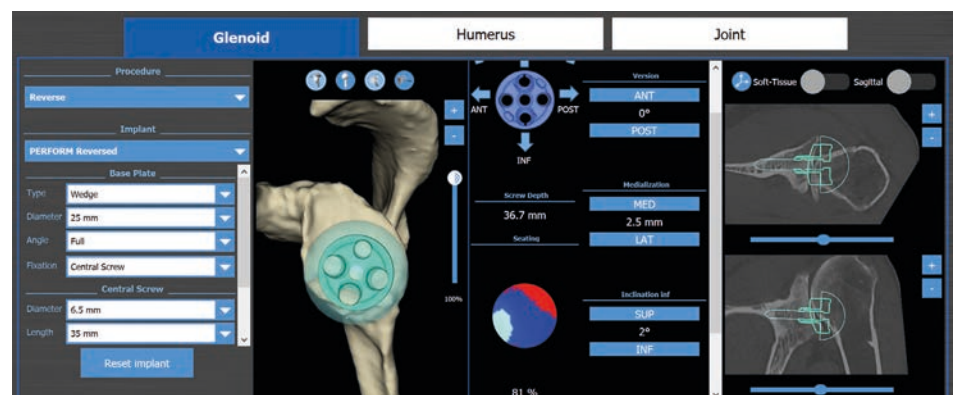 Glenoid
Humerus
Joint
Procedure
Reverse
Implant
PERFORM Reversed
Base Plate
Type Wedge
Diameter 25 mm
Angle Full
Fixation Central Screw
Central Screw
Diameter 6.5 mm
Length 35 mm
Reset implant
+
-
100%
ANT POST
INF
Screw Depth
36.7 mm
Seating
81 %
Version
ANT
0°
POST
Medialization
MED
2.5 mm
LAT
Inclination inf
SUP
2°
INF
Soft-Tissue Sagittal
+
-
+
-